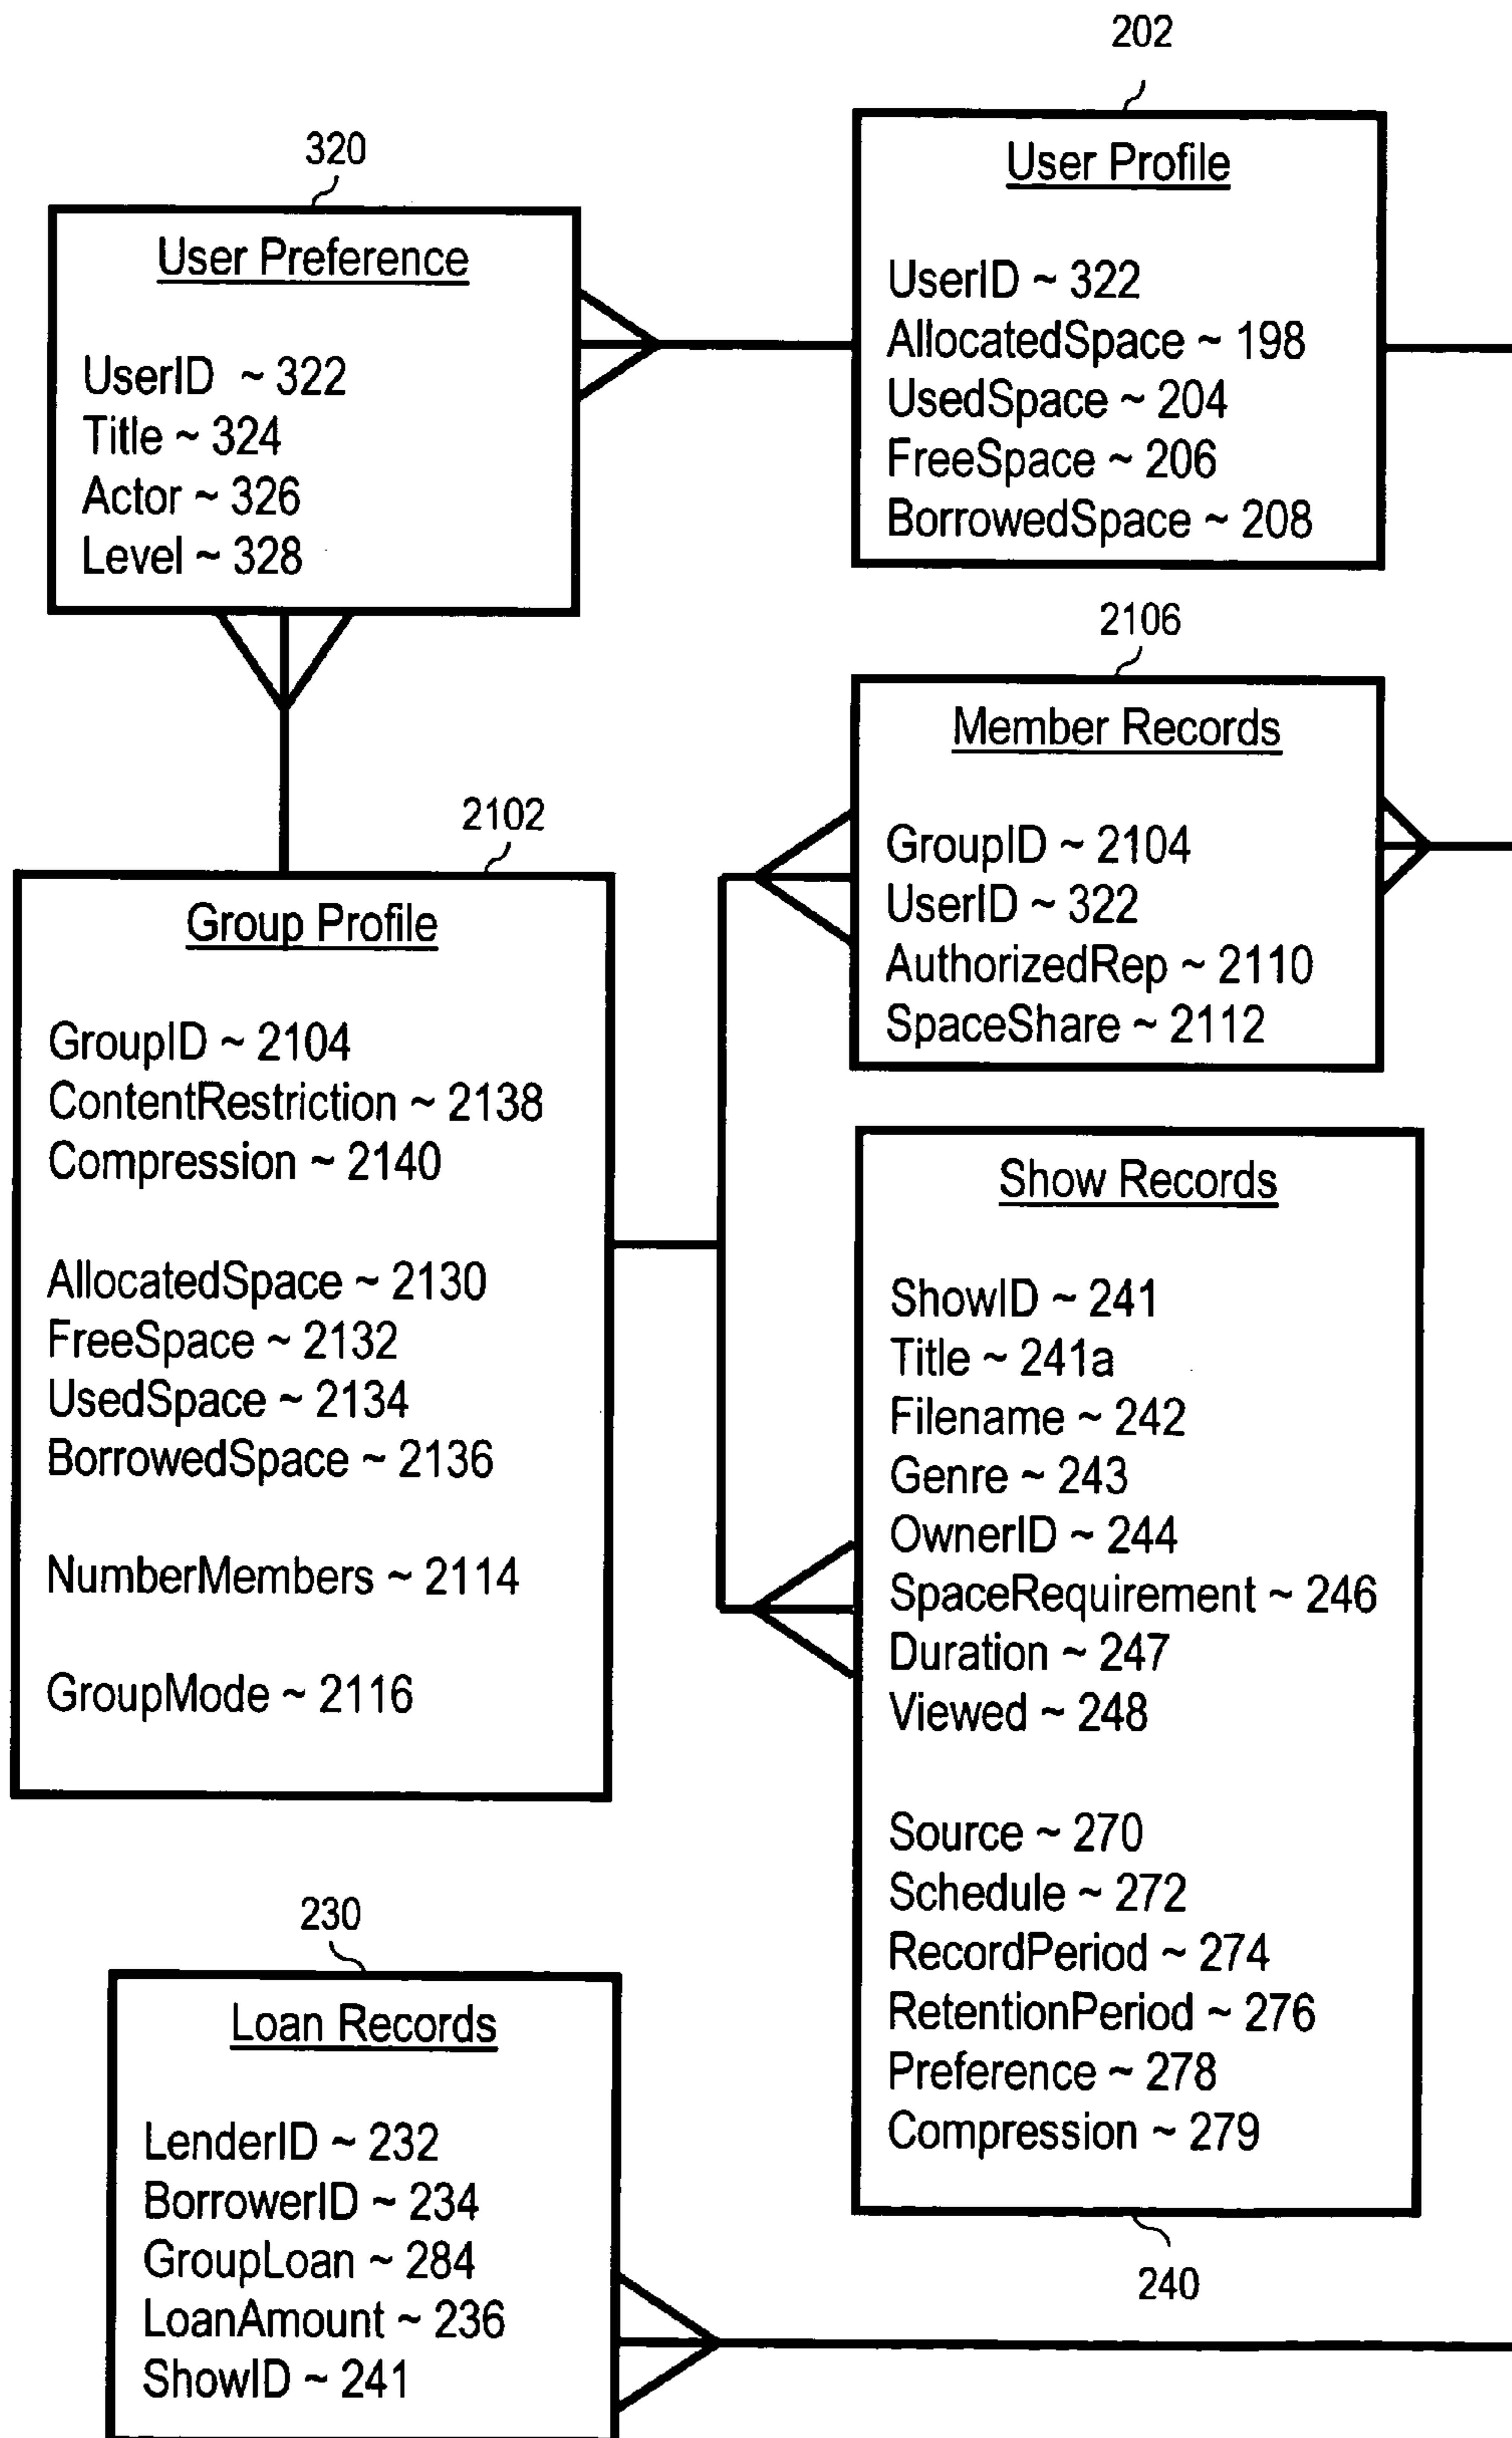 202
User Profile
UserID ~ 322
AllocatedSpace ~ 198
UsedSpace ~ 204
FreeSpace ~ 206
BorrowedSpace ~ 208
320
User Preference
UserID ~ 322
Title ~ 324
Actor ~ 326
Level ~ 328
2106
Member Records
GroupID ~ 2104
UserID ~ 322
AuthorizedRep ~ 2110
SpaceShare ~ 2112
2102
Group Profile
GroupID ~ 2104
ContentRestriction ~ 2138
Compression ~ 2140
AllocatedSpace ~ 2130
FreeSpace ~ 2132
UsedSpace ~ 2134
BorrowedSpace ~ 2136
NumberMembers ~ 2114
GroupMode ~ 2116
Show Records
ShowID ~ 241
Title ~ 241a
Filename ~ 242
Genre ~ 243
OwnerID ~ 244
SpaceRequirement ~ 246
Duration ~ 247
Viewed ~ 248
Source ~ 270
Schedule ~ 272
RecordPeriod ~ 274
RetentionPeriod ~ 276
Preference ~ 278
Compression ~ 279
240
230
Loan Records
LenderID ~ 232
BorrowerID ~ 234
GroupLoan ~ 284
LoanAmount ~ 236
ShowID ~ 241